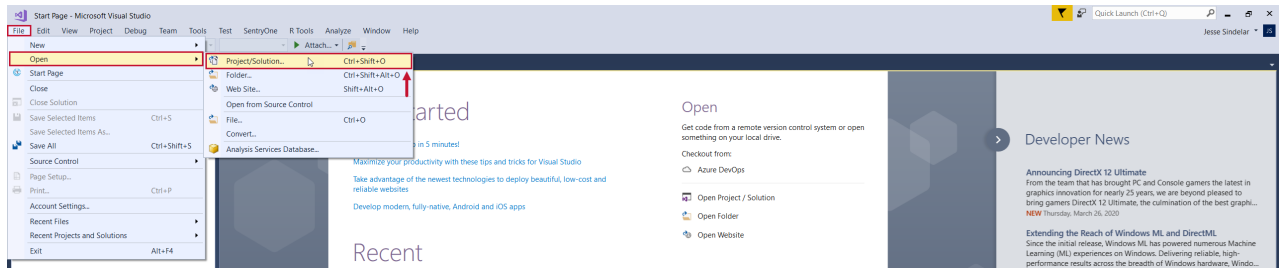 Start Page - Microsoft Visual Studio
Quick Launch (Ctrl+Q)
File Edit View Project Debug Team Tools Test SentryOne R Tools Analyze Window Help
Jesse Sindelar
JS
Attach...
New
Open
Start Page
Close
Close Solution
Save Selected Items Ctrl+S
Save Selected Items As...
Save All Ctrl+Shift+S
Source Control
Page Setup...
Print... Ctrl+P
Account Settings...
Recent Files
Recent Projects and Solutions
Exit Alt+F4
Project/Solution... Ctrl+Shift+O
Folder... Ctrl+Shift+Alt+O
Web Site... Shift+Alt+O
Open from Source Control
File... Ctrl+O
Convert...
Analysis Services Database...
arted
in 5 minutes!
Maximize your productivity with these tips and tricks for Visual Studio
Take advantage of the newest technologies to deploy beautiful, low-cost and
reliable websites
Develop modern, fully-native, Android and iOS apps
Recent
Open
Get code from a remote version control system or open
something on your local drive.
Checkout from:
Azure DevOps
Open Project / Solution
Open Folder
Open Website
Developer News
Announcing DirectX 12 Ultimate
From the team that has brought PC and Console gamers the latest in
graphics innovation for nearly 25 years, we are beyond pleased to
bring gamers DirectX 12 Ultimate, the culmination of the best graphi...
NEW Thursday, March 26, 2020
Extending the Reach of Windows ML and DirectML
Since the initial release, Windows ML has powered numerous Machine
Learning (ML) experiences on Windows. Delivering reliable, high-
performance results across the breadth of Windows hardware, Windo...